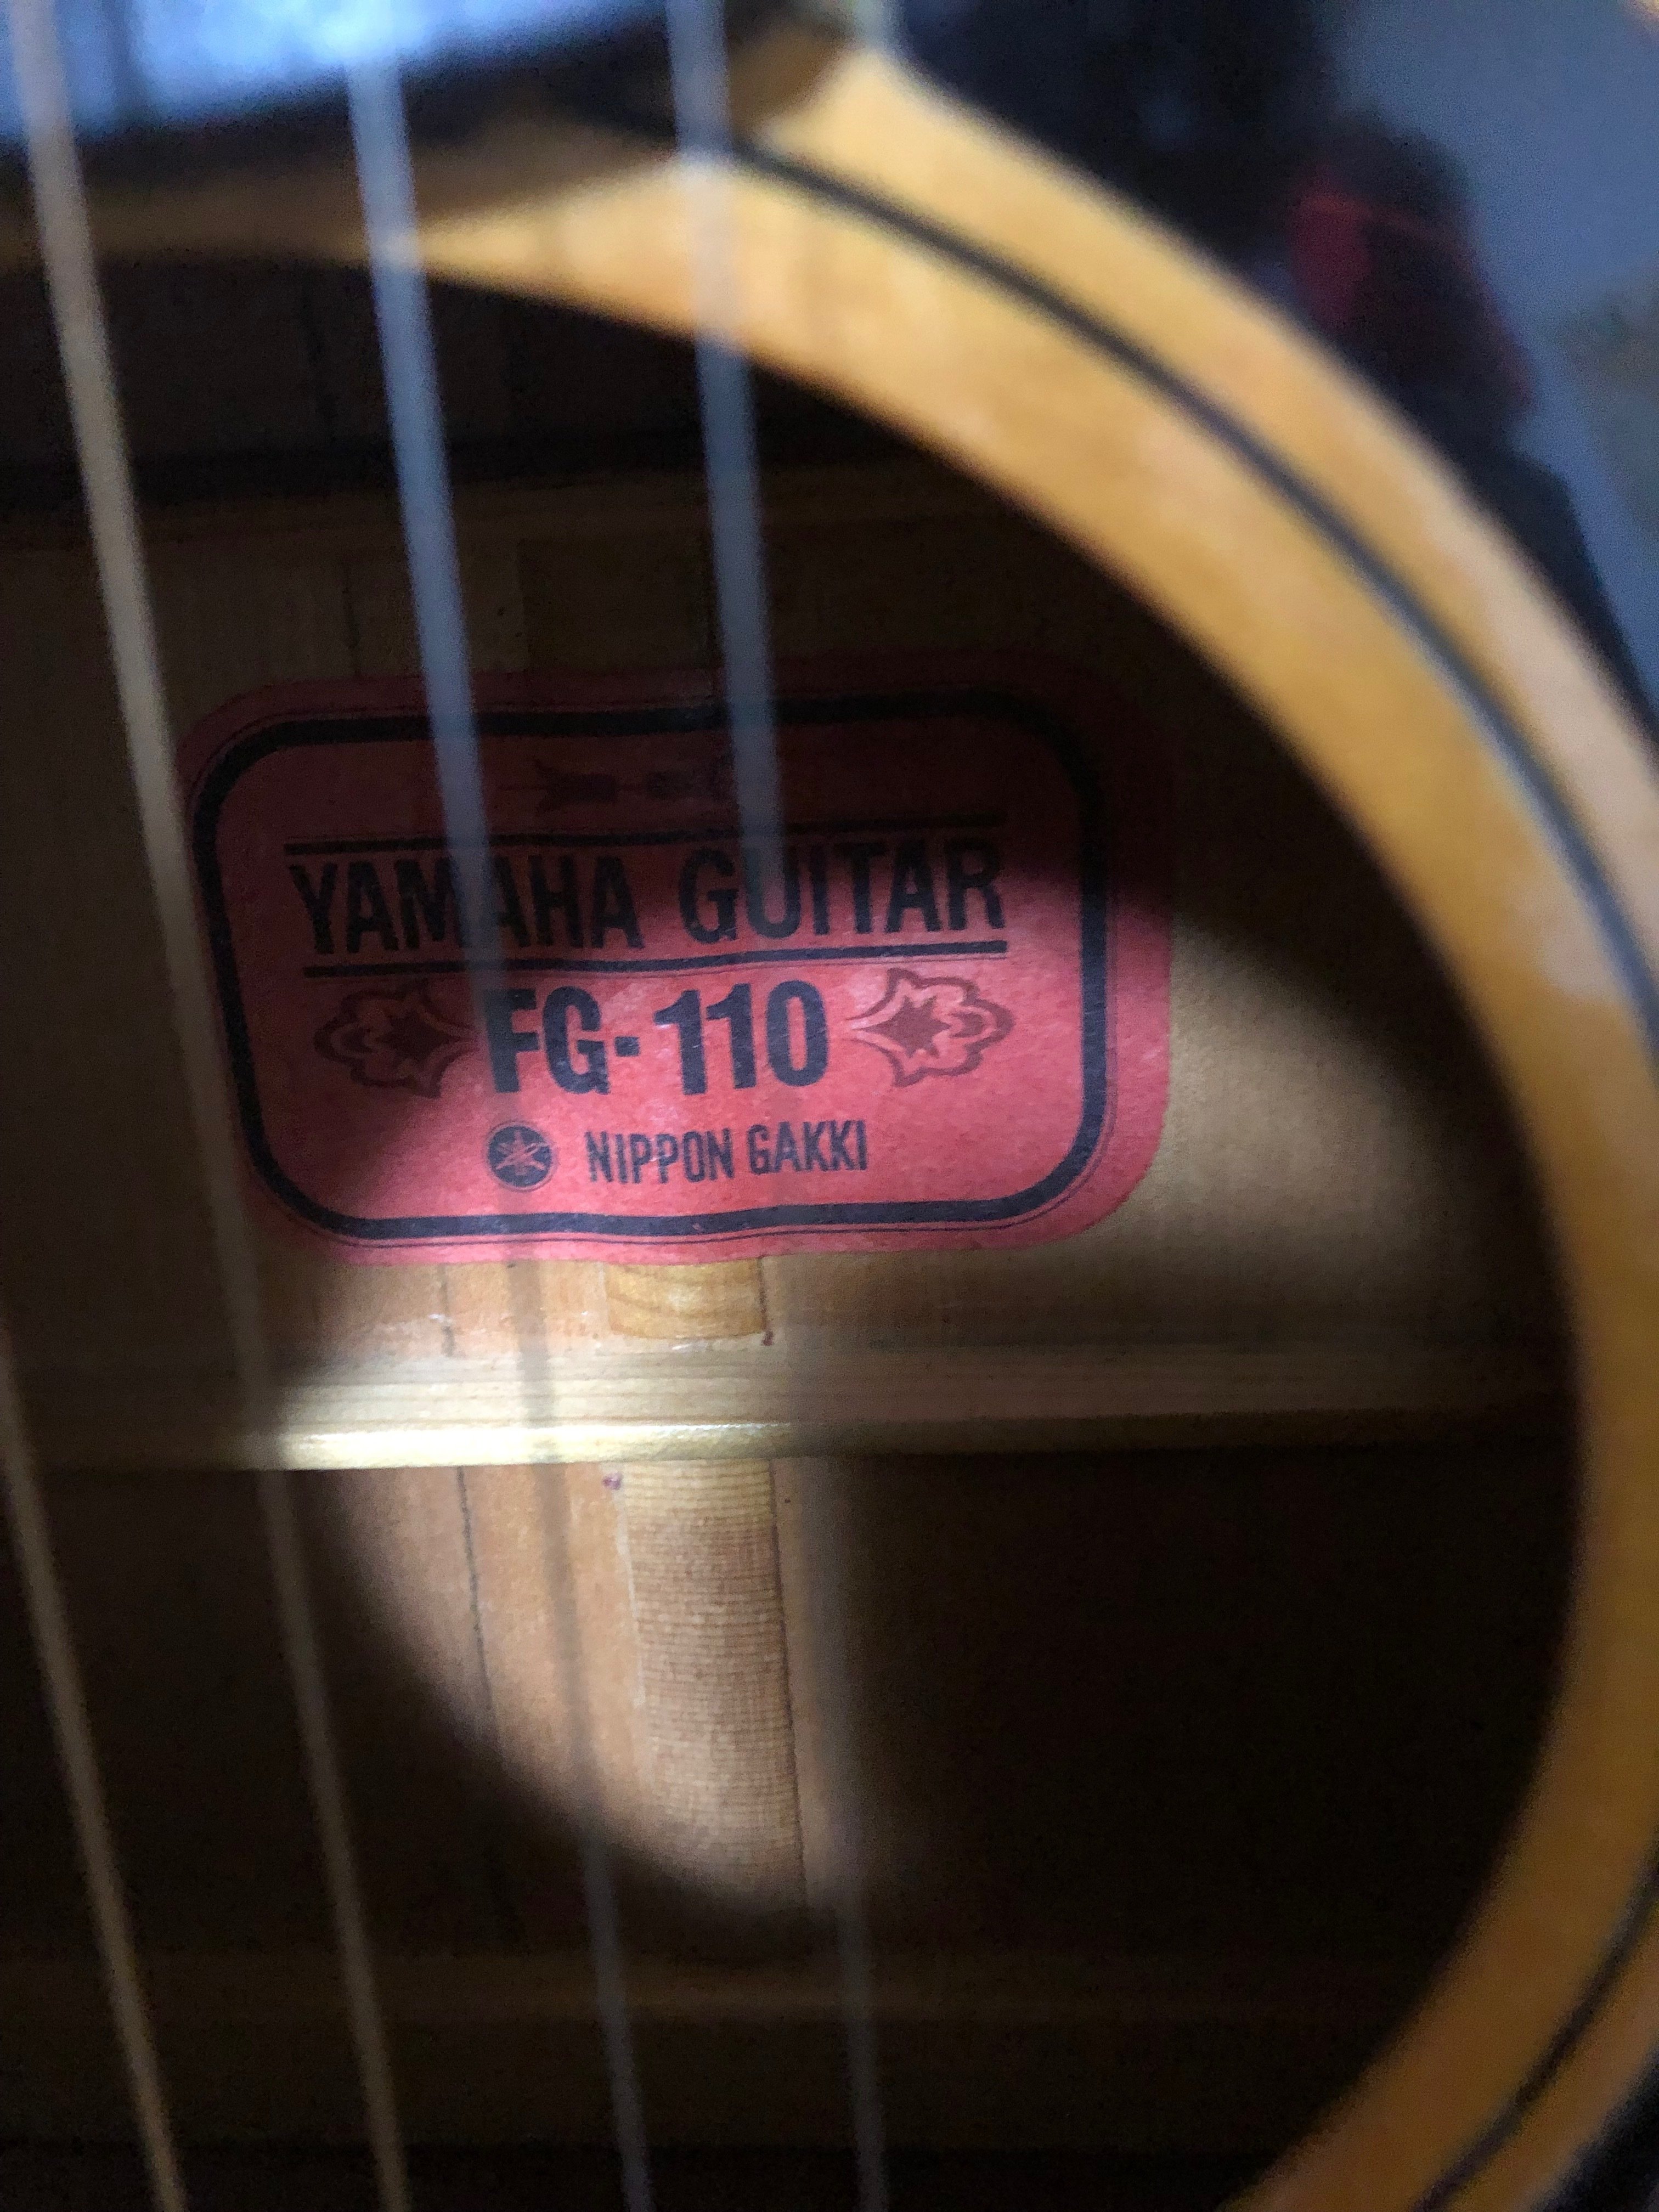 YAMAHA GUITAR
FG-110
NIPPON GAKKI